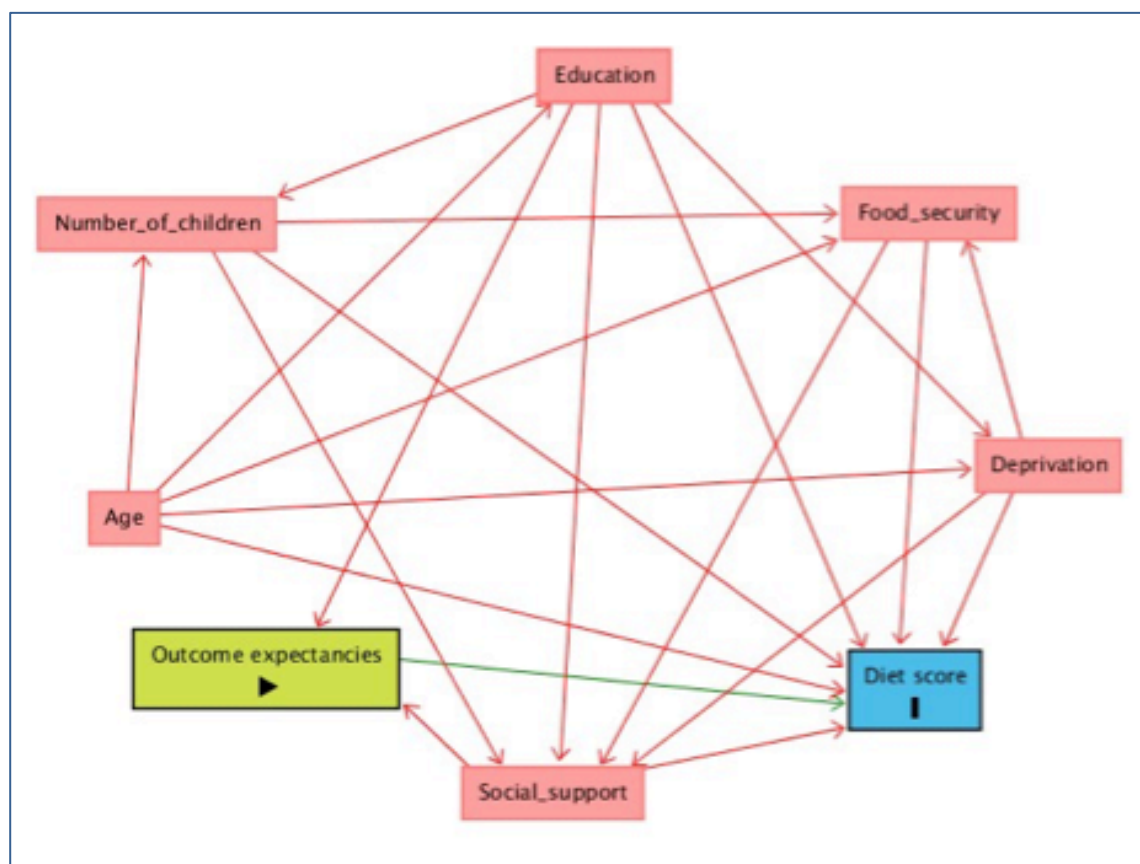 Education
Number_of_children
Food_security
Deprivation
Age
Outcome expectancies
Diet score
Social_support